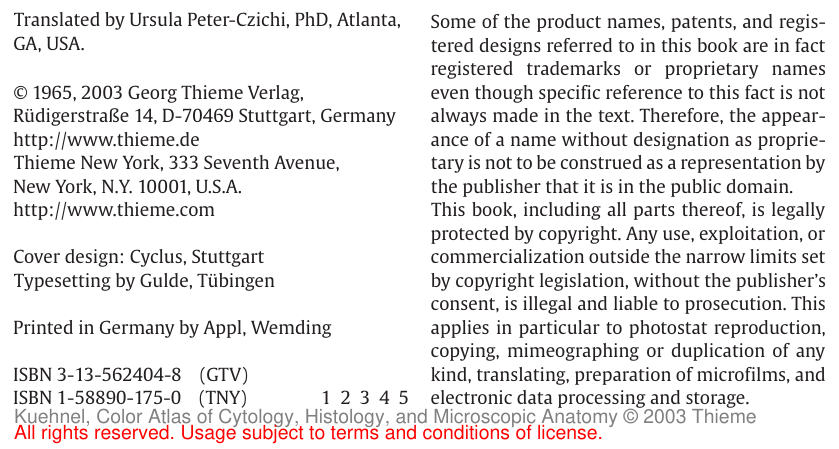 Translated by Ursula Peter-Czichi, PhD, Atlanta,
GA, USA.
© 1965, 2003 Georg Thieme Verlag,
Rüdigerstraße 14, D-70469 Stuttgart, Germany
http://www.thieme.de
Thieme New York, 333 Seventh Avenue,
New York, N.Y. 10001, U.S.A.
http://www.thieme.com
Cover design: Cyclus, Stuttgart
Typesetting by Gulde, Tübingen
Printed in Germany by Appl, Wemding
ISBN 3-13-562404-8 (GTV)
ISBN 1-58890-175-0 (TNY) 1 2 3 4 5
Some of the product names, patents, and regis-
tered designs referred to in this book are in fact
registered trademarks or proprietary names
even though specific reference to this fact is not
always made in the text. Therefore, the appear-
ance of a name without designation as proprie-
tary is not to be construed as a representation by
the publisher that it is in the public domain.
This book, including all parts thereof, is legally
protected by copyright. Any use, exploitation, or
commercialization outside the narrow limits set
by copyright legislation, without the publisher's
consent, is illegal and liable to prosecution. This
applies in particular to photostat reproduction,
copying, mimeographing or duplication of any
kind, translating, preparation of microfilms, and
electronic data processing and storage.
Kuehnel, Color Atlas of Cytology, Histology, and Microscopic Anatomy © 2003 Thieme
All rights reserved. Usage subject to terms and conditions of license.